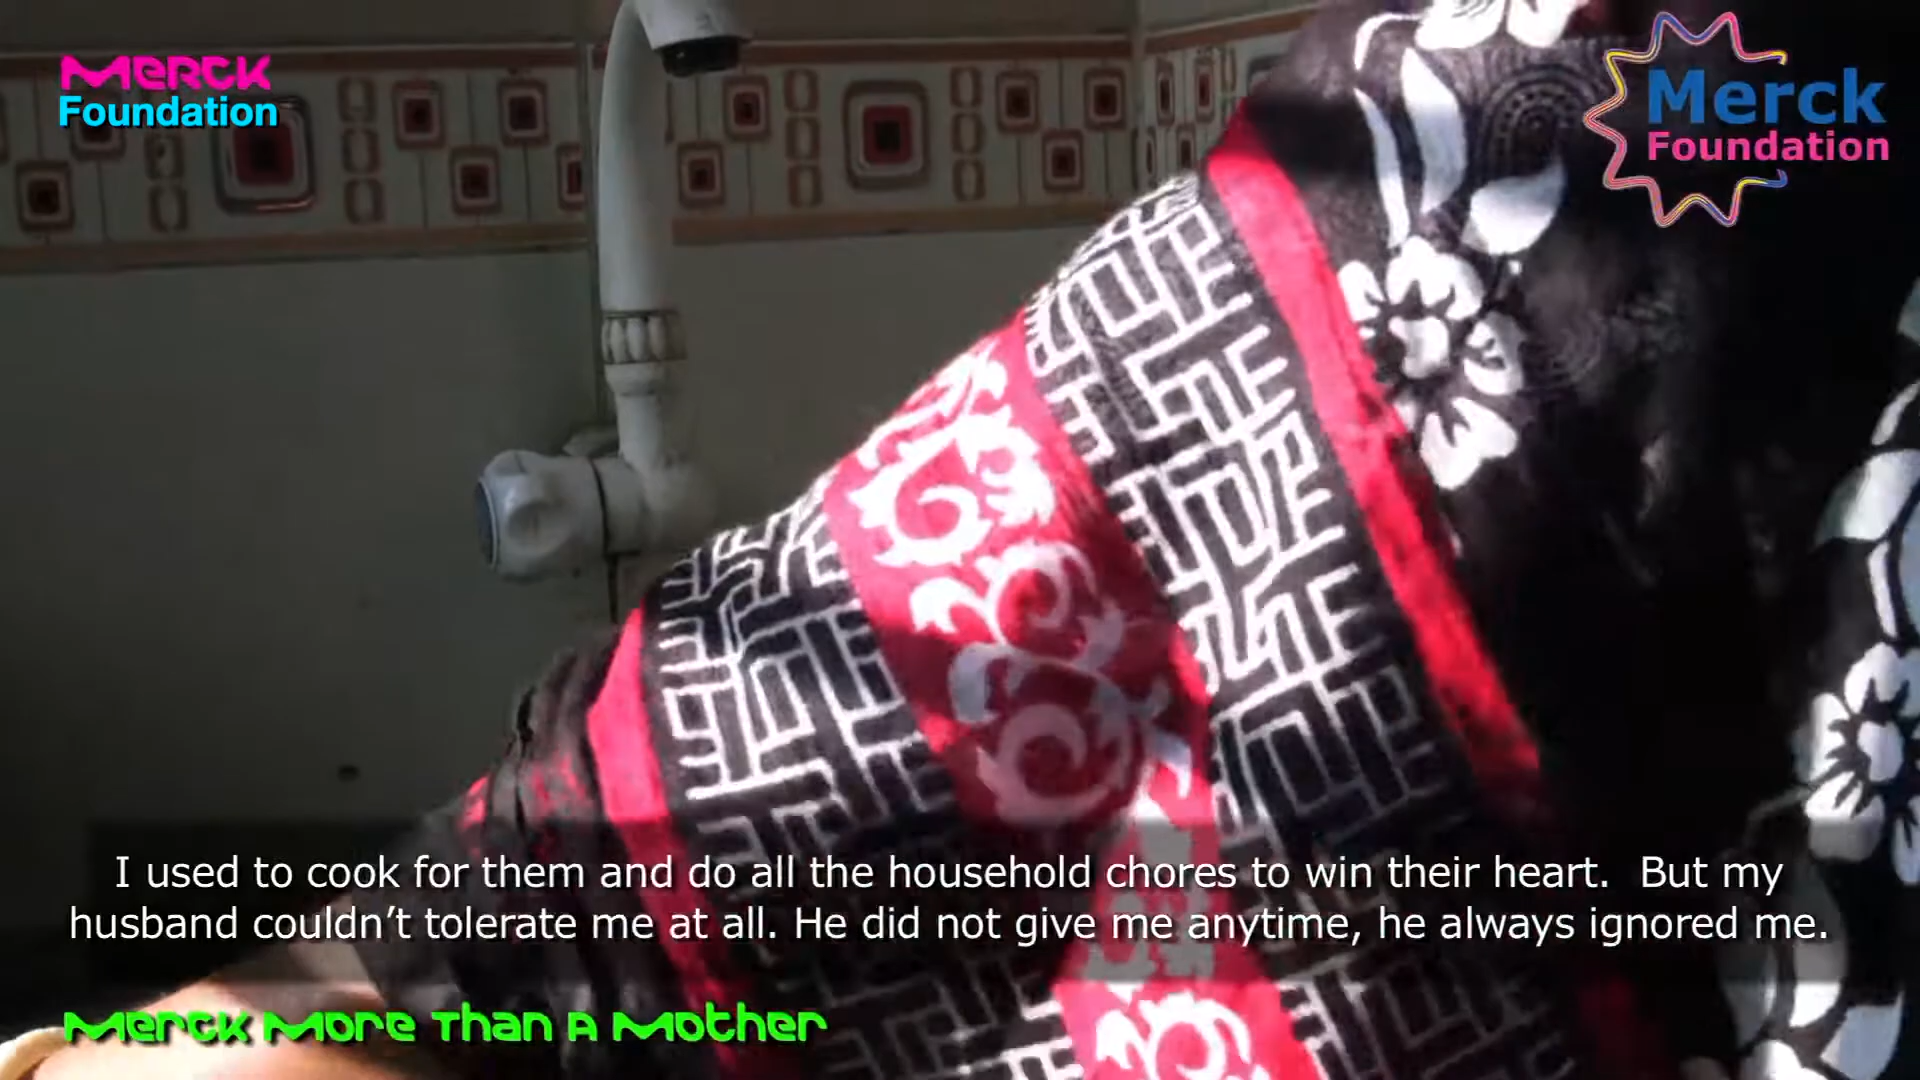 Merck
Foundation
Merck
Foundation
I used to cook for them and do all the household chores to win their heart.  But my
husband couldn’t tolerate me at all. He did not give me anytime, he always ignored me.
Merck More Than A Mother